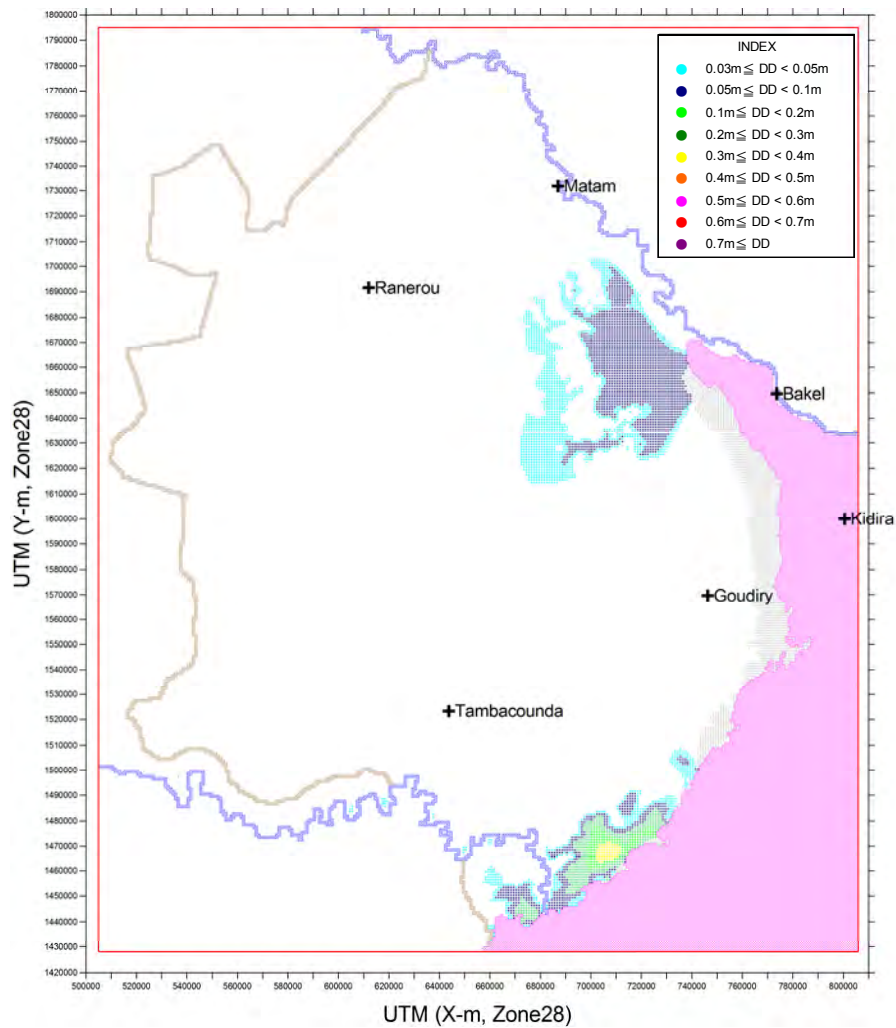 1800000
1790000
1780000
1770000
1760000
1750000
1740000
1730000
1720000
1710000
1700000
1690000
1680000
1670000
1660000
1650000
1640000
1630000
1620000
1610000
1600000
1590000
1580000
1570000
1560000
1550000
1540000
1530000
1520000
1510000
1500000
1490000
1480000
1470000
1460000
1450000
1440000
1430000
1420000
UTM (Y-m, Zone28)
INDEX
0.03m≦ DD < 0.05m
0.05m≦ DD < 0.1m
0.1m≦ DD < 0.2m
0.2m≦ DD < 0.3m
0.3m≦ DD < 0.4m
0.4m≦ DD < 0.5m
0.5m≦ DD < 0.6m
0.6m≦ DD < 0.7m
0.7m≦ DD
Matam
Ranerou
Bakel
Kidira
Goudiry
Tambacounda
500000 520000 540000 560000 580000 600000 620000 640000 660000 680000 700000 720000 740000 760000 780000 800000
UTM (X-m, Zone28)